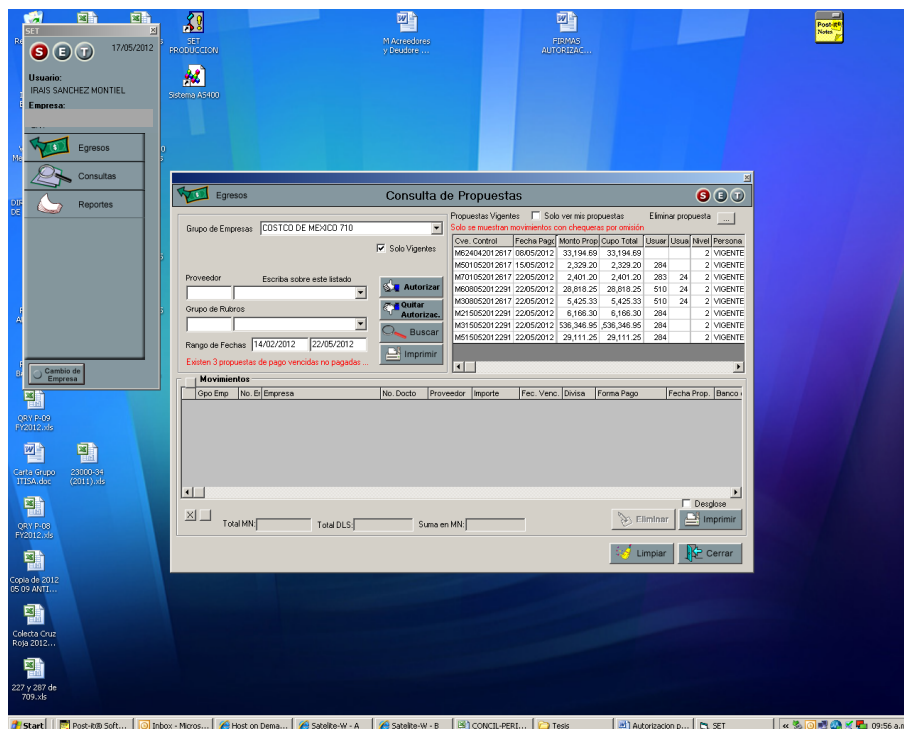 SET
S E T
17/05/2012
Usuario:
IRAIS SANCHEZ MONTIEL
Empresa:
Egresos
Consultas
Reportes
Cambio de
Empresa
SET
PRODUCCION
Sistema AS400
M Acreedores
y Deudore ...
FIRMAS
AUTORIZAC...
Post-it®
Notes
QRY P-09
FY2012.xls
Carta Grupo
ITISA.doc
23000-34
(2011).xls
QRY P-08
FY2012.xls
Copia de 2012
05 09 ANTI...
Colecta Cruz
Roja 2012...
227 y 287 de
709.xls
Egresos
Consulta de Propuestas
S E T
Grupo de Empresas
COSTCO DE MEXICO 710
Solo Vigentes
Proveedor
Escriba sobre este listado
Grupo de Rubros
Rango de Fechas
14/02/2012
22/05/2012
Existen 3 propuestas de pago vencidas no pagadas ...
Autorizar
Quitar
Autorizac.
Buscar
Imprimir
Propuestas Vigentes
Solo ver mis propuestas
Eliminar propuesta
...
Solo se muestran movimientos con chequeras por omisión
Cve. Control Fecha Pago Monto Prop Cupo Total Usuar Usua Nivel Persona
M624042012617 08/05/2012 33,194.69 33,194.69 2 VIGENTE
M501052012617 15/05/2012 2,329.20 2,329.20 284 2 VIGENTE
M701052012617 22/05/2012 2,401.20 2,401.20 283 24 2 VIGENTE
M608052012291 22/05/2012 28,818.25 28,818.25 510 24 2 VIGENTE
M308052012617 22/05/2012 5,425.33 5,425.33 510 24 2 VIGENTE
M215052012291 22/05/2012 6,166.30 6,166.30 284 2 VIGENTE
M315052012291 22/05/2012 536,346.95 ,536,346.95 284 2 VIGENTE
M515052012291 22/05/2012 29,111.25 29,111.25 284 2 VIGENTE
Movimientos
Gpo Emp No. Er Empresa No. Docto Proveedor Importe Fec. Venc. Divisa Forma Pago Fecha Prop. Banco
Desglose
Total MN:
Total DLS:
Suma en MN:
Eliminar
Imprimir
Limpiar
Cerrar
Start
Post-it® Soft...
Inbox - Micros...
Host on Dema...
Satelite-W - A
Satelite-W - B
CONCIL-PERI...
Tesis
Autorizacion p...
SET
09:56 a.m